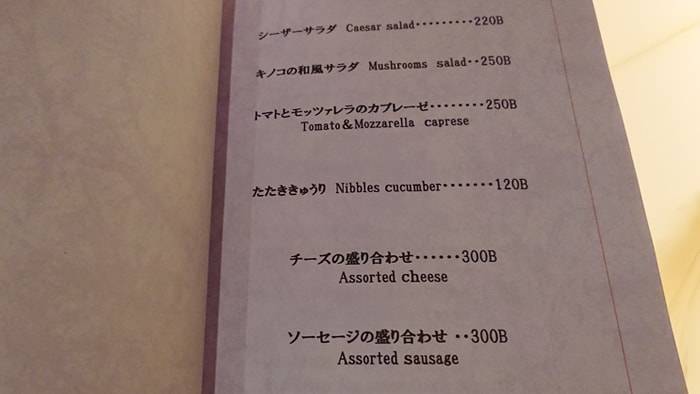 シーザーサラダ Caesar salad・・・・・・・・・220B
キノコの和風サラダ Mushrooms salad・・250B
トマトとモッツァレラのカプレーゼ・・・・・・・・250B
Tomato＆Mozzarella caprese
たたききゅうり Nibbles cucumber・・・・・・・120B
チーズの盛り合わせ・・・・・・300B
Assorted cheese
ソーセージの盛り合わせ ・・300B
Assorted sausage